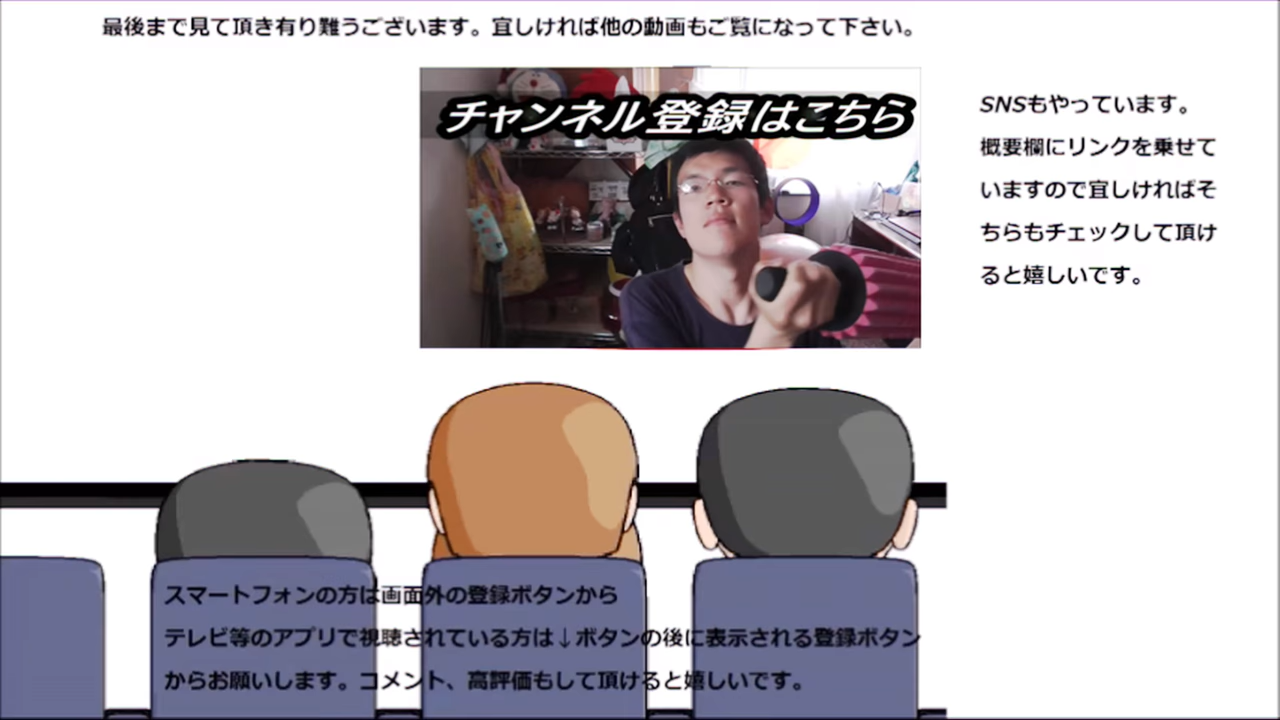 最後まで見て頂き有り難うございます。宜しければ他の動画もご覧になって下さい。
チャンネル登録はこちら
SNSもやっています。
概要欄にリンクを乗せて
いますので宜しければそ
ちらもチェックして頂け
ると嬉しいです。
スマートフォンの方は画面外の登録ボタンから
テレビ等のアプリで視聴されている方は↓ボタンの後に表示される登録ボタン
からお願いします。コメント、高評価もして頂けると嬉しいです。